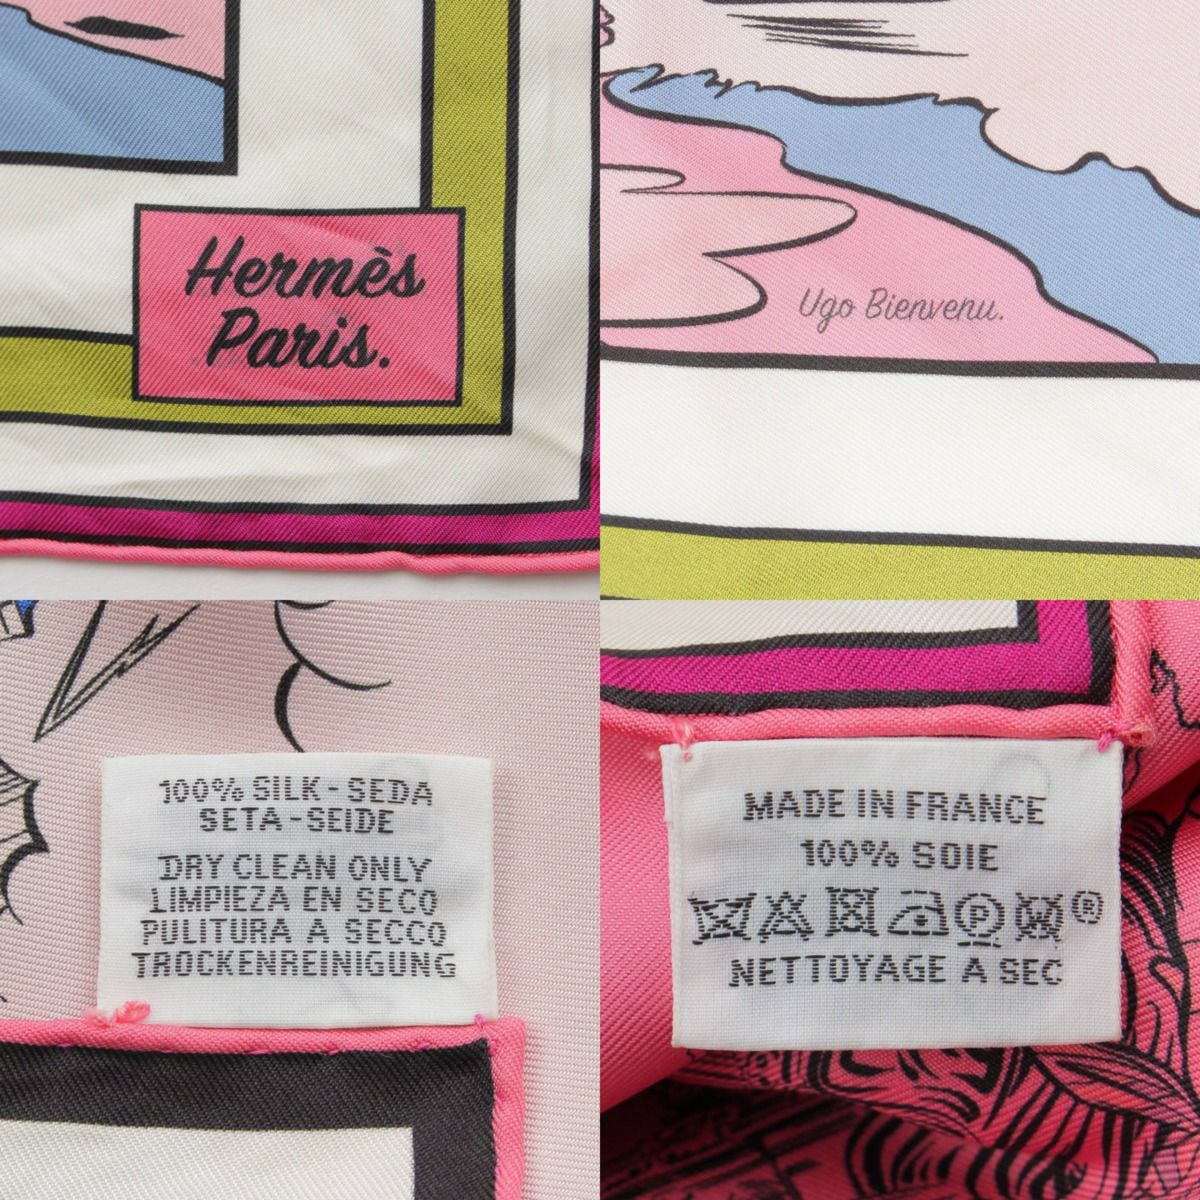 Hermès
Paris.
Ugo Bienvenu.
100% SILK-SEDA
SETA-SEIDE
DRY CLEAN ONLY
LIMPIEZA EN SECO
PULITURA A SECCO
TROCKENREINIGUNG
MADE IN FRANCE
100% SOIE
P ®
NETTOYAGE A SEC